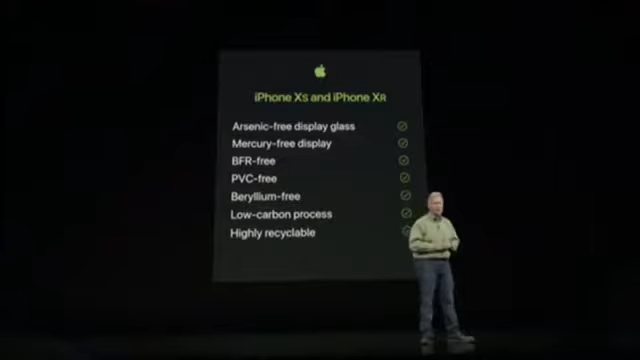 iPhone Xs and iPhone XR
Arsenic-free display glass
Mercury-free display
BFR-free
PVC-free
Beryllium-free
Low-carbon process
Highly recyclable